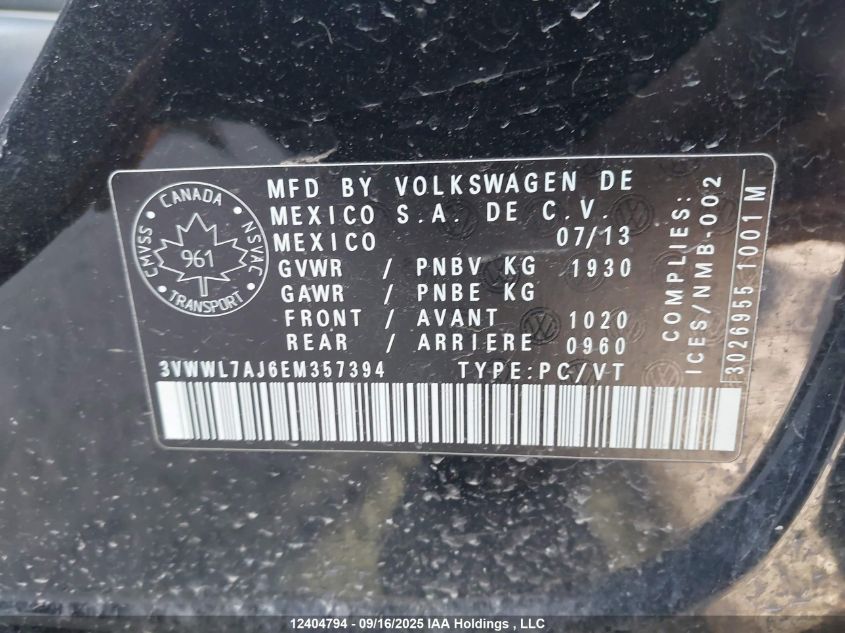 CANADA
CMVSS
NSVAC
961
TRANSPORT
MFD BY VOLKSWAGEN DE
MEXICO S.A. DE C.V.
MEXICO 07/13
GVWR / PNBV KG 1930
GAWR / PNBE KG
FRONT / AVANT 1020
REAR / ARRIERE 0960
3VWWL7AJ6EM357394 TYPE:PC/VT
COMPLIES:
ICES/NMB-002
3026955 1001 M
12404794 - 09/16/2025 IAA Holdings , LLC